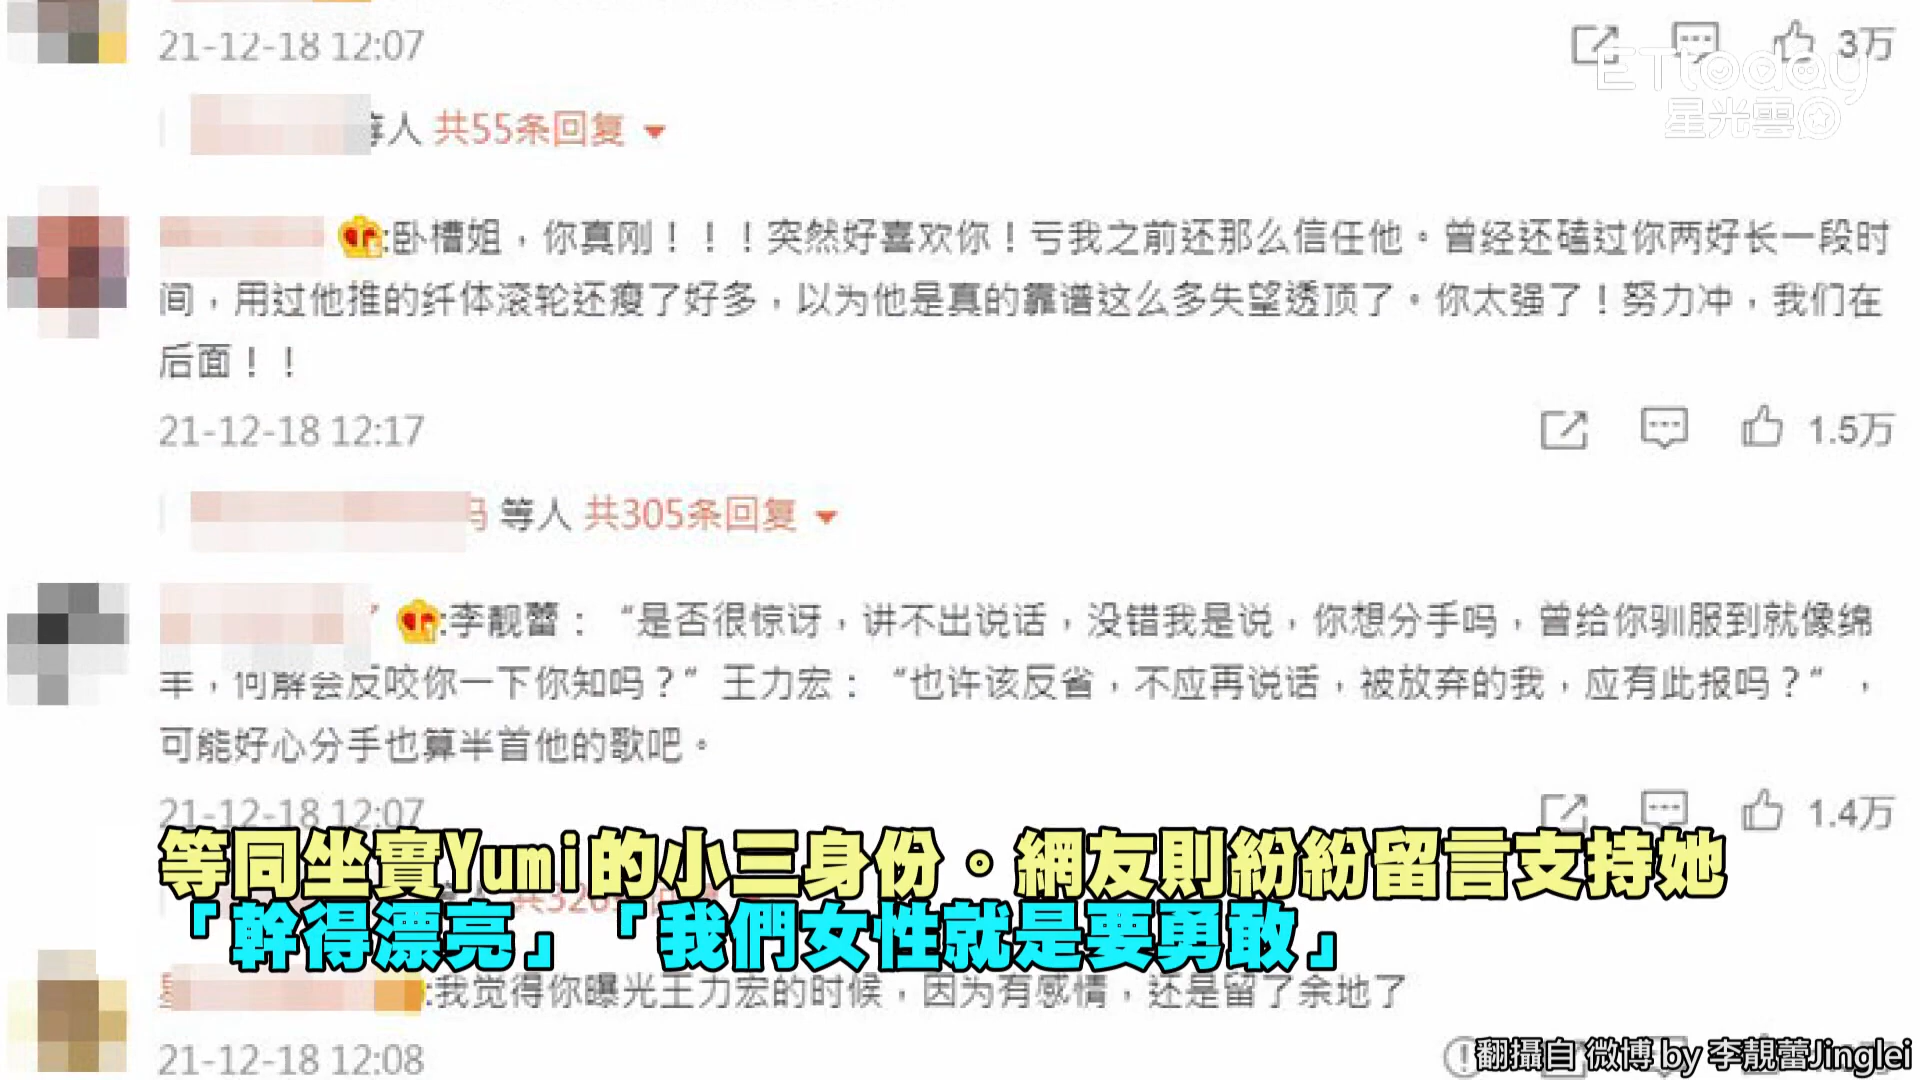 21-12-18 12:07
3万
ETtoday
星光雲
等人 共55条回复
:卧槽姐，你真刚！！！突然好喜欢你！亏我之前还那么信任他。曾经还磕过你两好长一段时
间，用过他推的纤体滚轮还瘦了好多，以为他是真的靠谱这么多失望透顶了。你太强了！努力冲，我们在
后面！！
21-12-18 12:17
1.5万
等人 共305条回复
:李靓蕾：“是否很惊讶，讲不出说话，没错我是说，你想分手吗，曾给你驯服到就像绵
羊，何解会反咬你一下你知吗？”王力宏：“也许该反省，不应再说话，被放弃的我，应有此报吗？”，
可能好心分手也算半首他的歌吧。
21-12-18 12:07
1.4万
等同坐實Yumi的小三身份。網友則紛紛留言支持她
「幹得漂亮」「我們女性就是要勇敢」
:我觉得你曝光王力宏的时候，因为有感情，还是留了余地了
21-12-18 12:08
翻攝自 微博 by 李靚蕾Jinglei